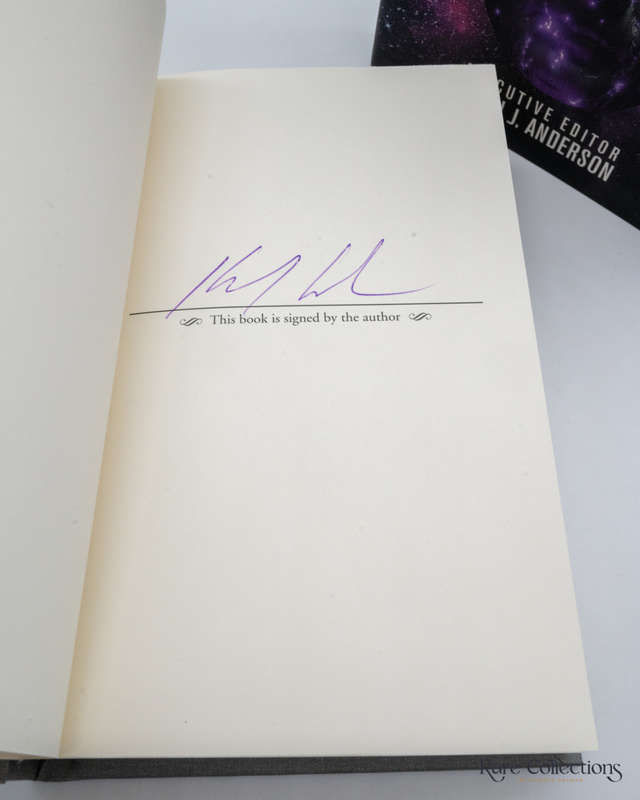 CUTIVE EDITOR
J. ANDERSON
This book is signed by the author
Rare Collections